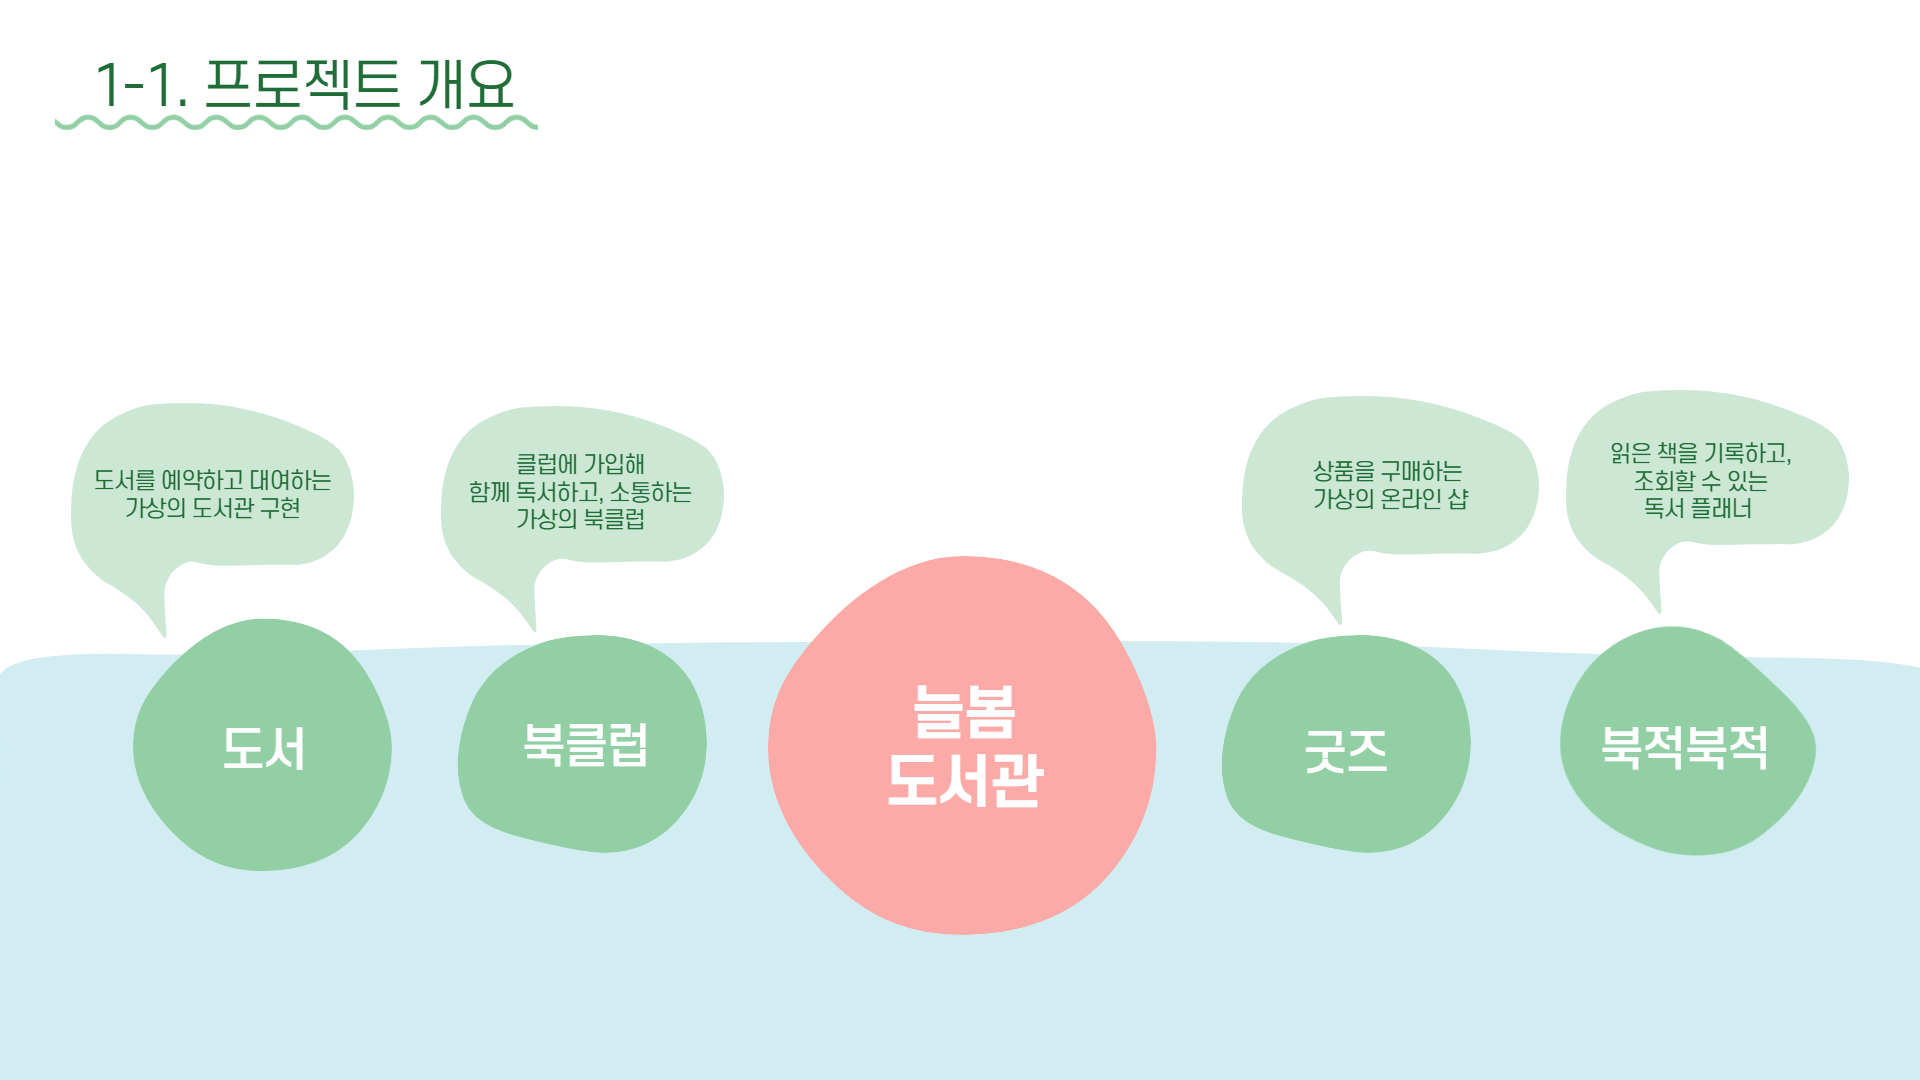 1-1. 프로젝트 개요
도서를 예약하고 대여하는
가상의 도서관 구현
클럽에 가입해
함께 독서하고, 소통하는
가상의 북클럽
상품을 구매하는
가상의 온라인 샵
읽은 책을 기록하고,
조회할 수 있는
독서 플래너
도서
북클럽
늘봄
도서관
굿즈
북적북적